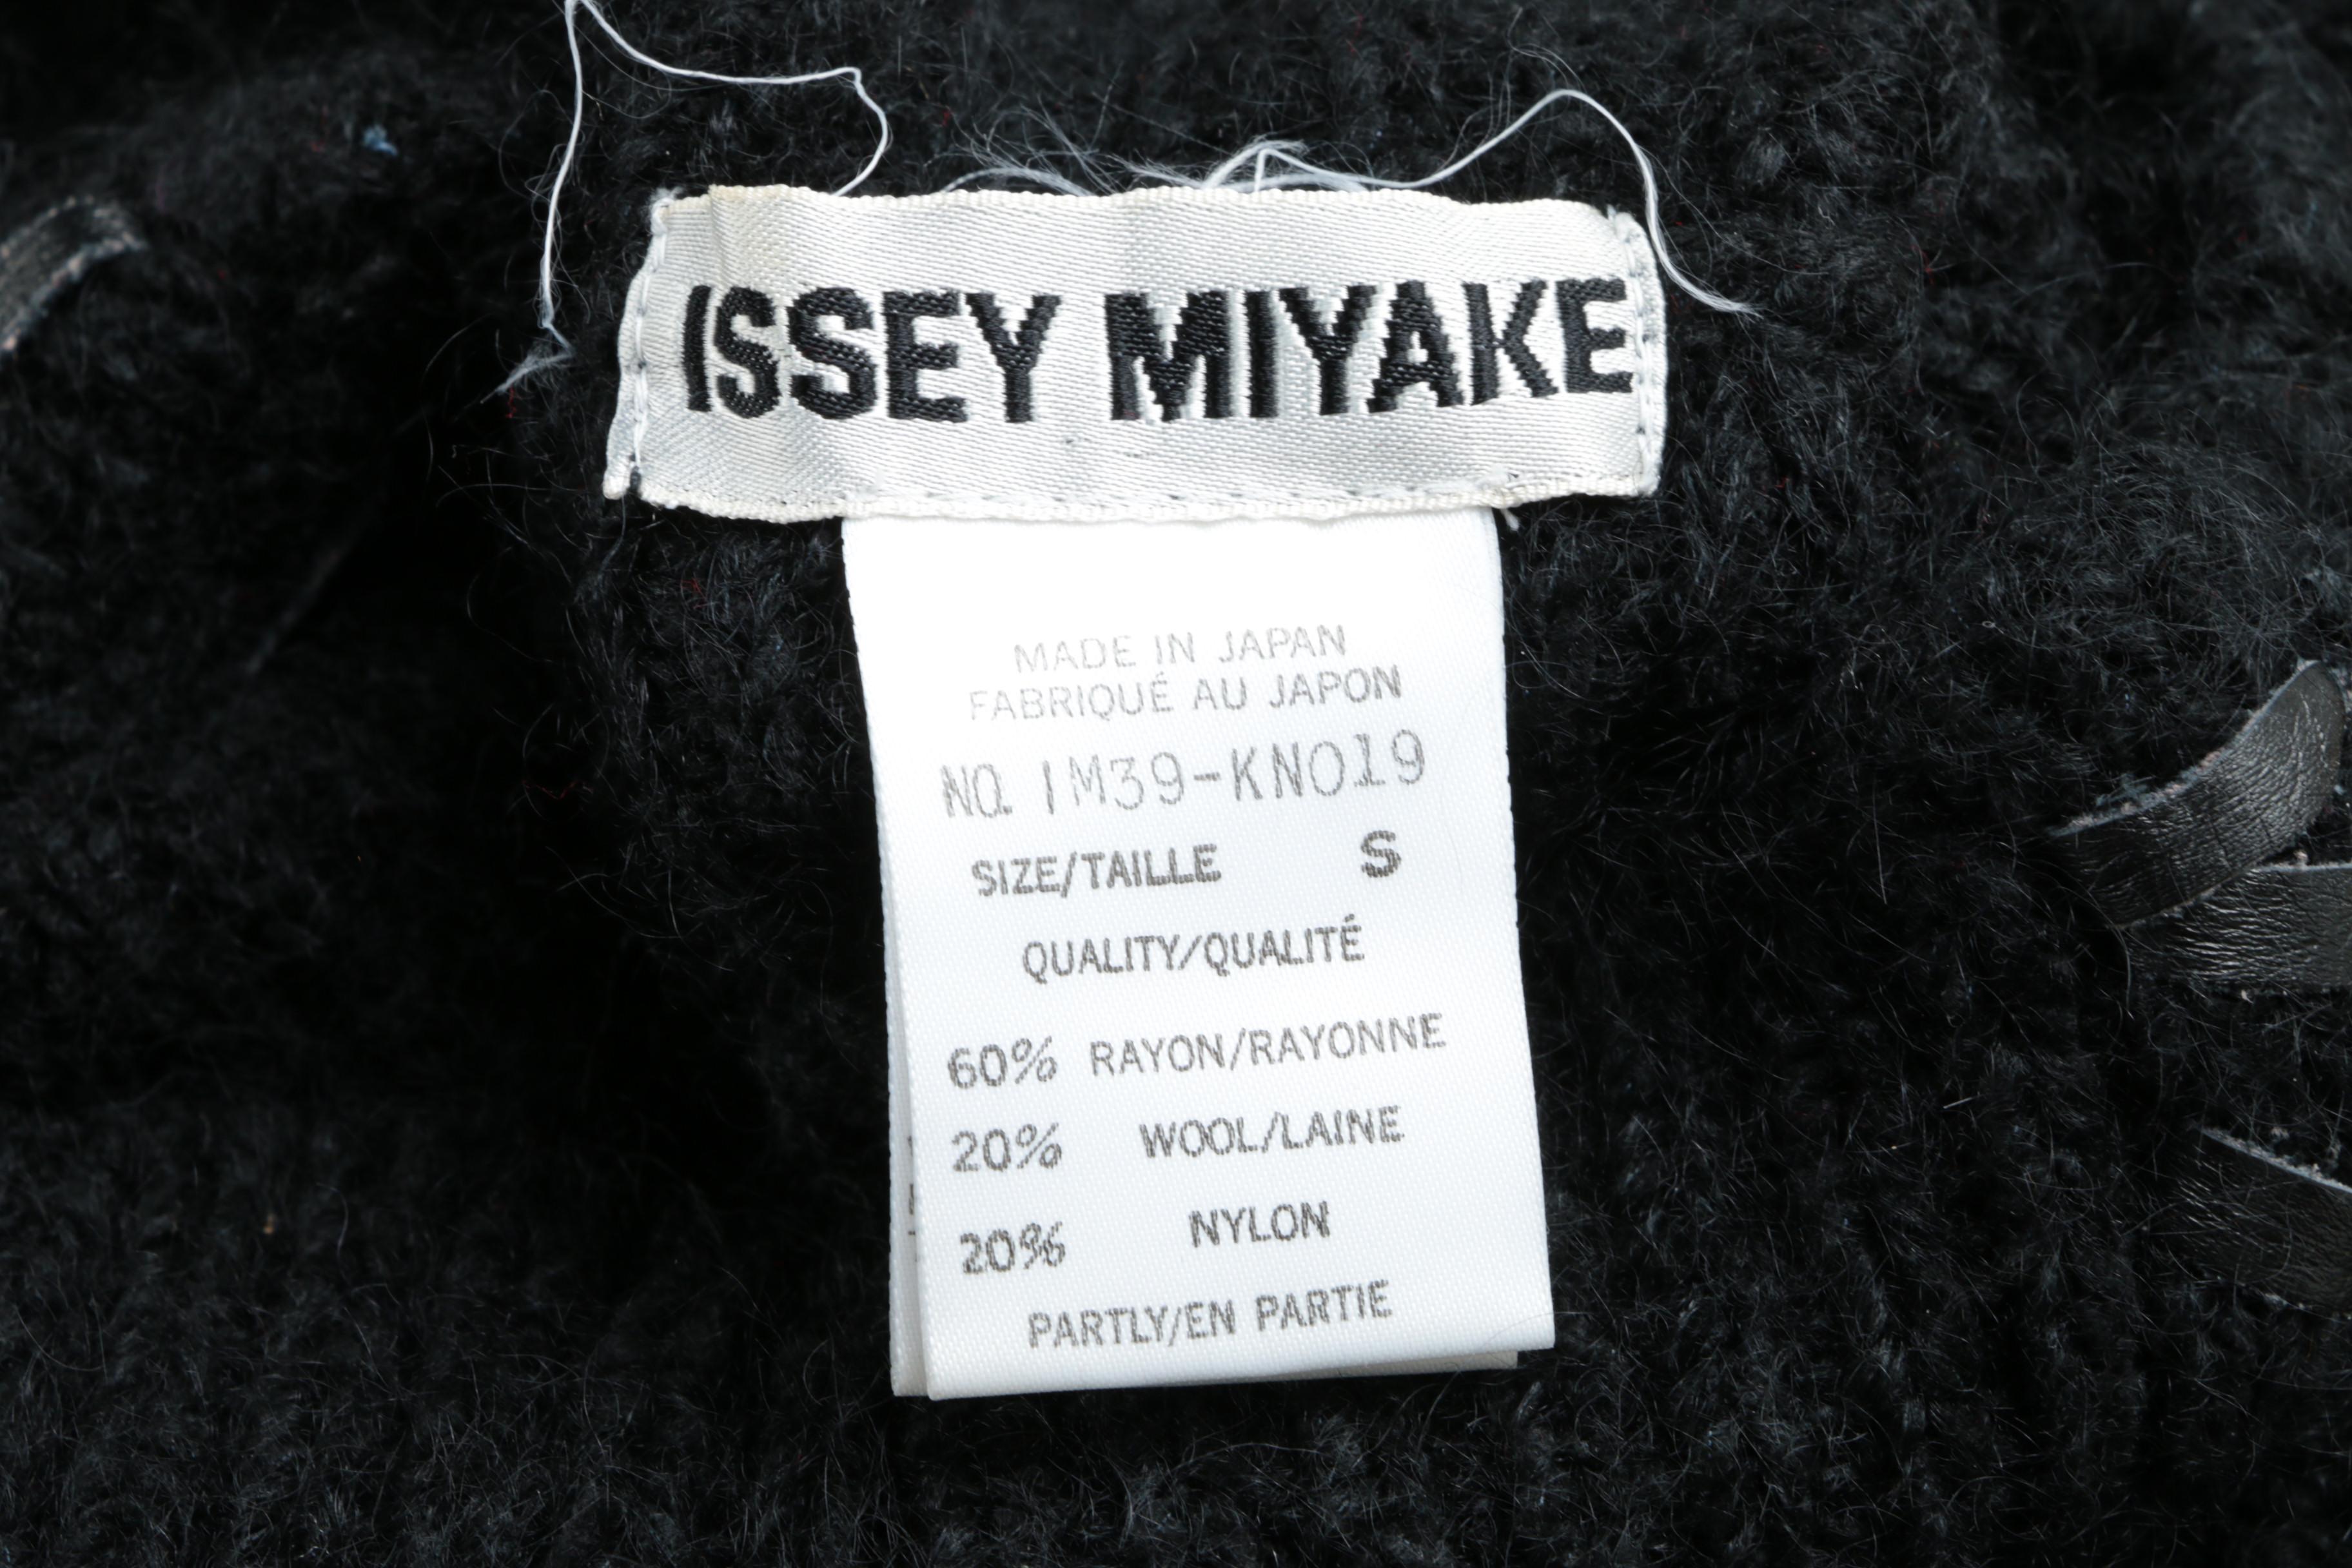 ISSEY MIYAKE
MADE IN JAPAN
FABRIQUÉ AU JAPON
NO. IM39-KN019
SIZE/TAILLE S
QUALITY/QUALITÉ
60% RAYON/RAYONNE
20% WOOL/LAINE
20% NYLON
PARTLY/EN PARTIE